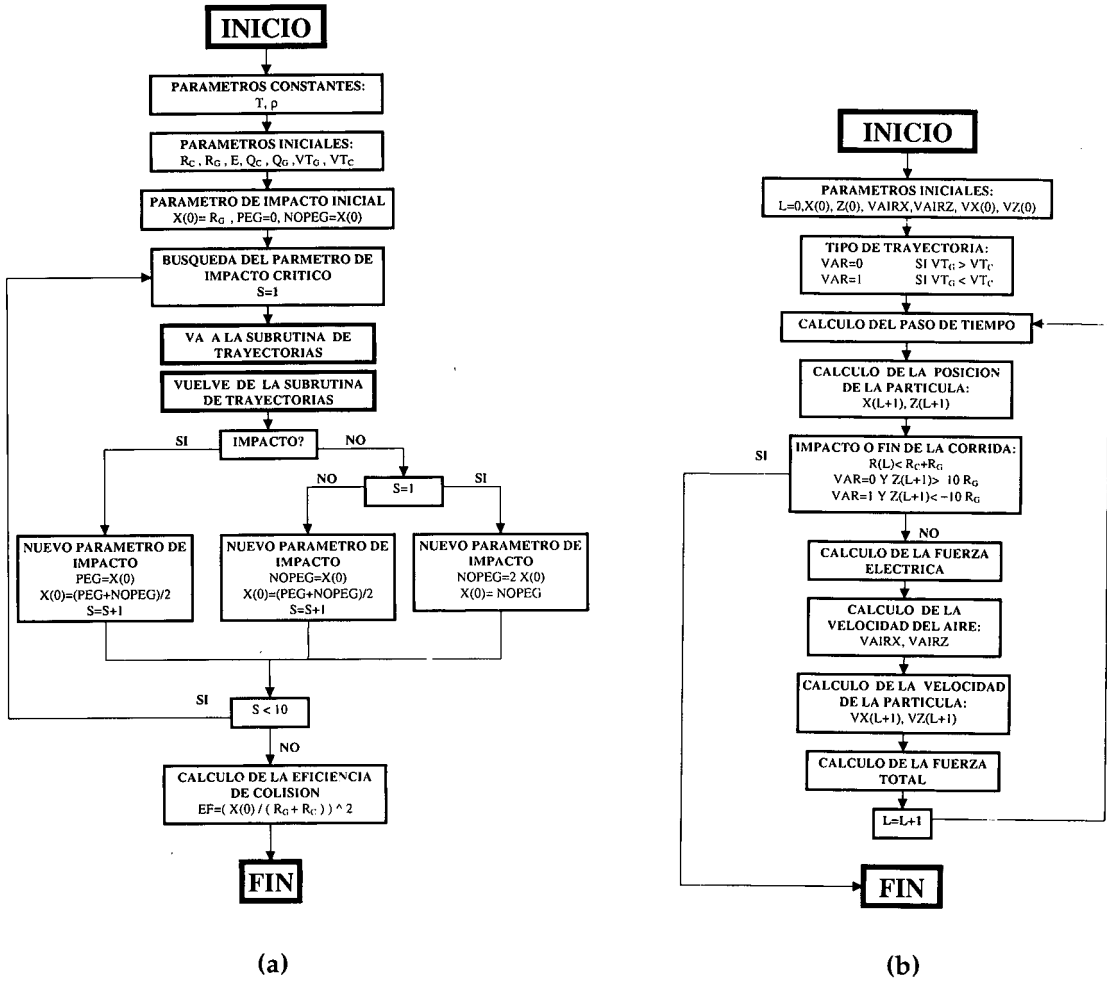 INICIO
PARAMETROS CONSTANTES:
T, ρ
PARAMETROS INICIALES:
R_C , R_G , E, Q_C , Q_G ,VT_G , VT_C
PARAMETRO DE IMPACTO INICIAL
X(0)= R_G , PEG=0, NOPEG=X(0)
BUSQUEDA DEL PARMETRO DE
IMPACTO CRITICO
S=1
VA A LA SUBRUTINA DE
TRAYECTORIAS
VUELVE DE LA SUBRUTINA
DE TRAYECTORIAS
SI
IMPACTO?
NO
NO
S=1
SI
NUEVO PARAMETRO DE
IMPACTO
PEG=X(0)
X(0)=(PEG+NOPEG)/2
S=S+1
NUEVO PARAMETRO DE
IMPACTO
NOPEG=X(0)
X(0)=(PEG+NOPEG)/2
S=S+1
NUEVO PARAMETRO DE
IMPACTO
NOPEG=2 X(0)
X(0)= NOPEG
SI
S < 10
NO
CALCULO DE LA EFICIENCIA
DE COLISION
EF=( X(0) / ( R_G + R_C ) ) ^ 2
FIN
(a)
INICIO
PARAMETROS INICIALES:
L=0,X(0), Z(0), VAIRX,VAIRZ, VX(0), VZ(0)
TIPO DE TRAYECTORIA:
VAR=0 SI VT_G > VT_C
VAR=1 SI VT_G < VT_C
CALCULO DEL PASO DE TIEMPO
CALCULO DE LA POSICION
DE LA PARTICULA:
X(L+1), Z(L+1)
SI
IMPACTO O FIN DE LA CORRIDA:
R(L)< R_C+R_G
VAR=0 Y Z(L+1)> 10 R_G
VAR=1 Y Z(L+1)< -10 R_G
NO
CALCULO DE LA FUERZA
ELECTRICA
CALCULO DE LA
VELOCIDAD DEL AIRE:
VAIRX, VAIRZ
CALCULO DE LA VELOCIDAD
DE LA PARTICULA:
VX(L+1), VZ(L+1)
CALCULO DE LA FUERZA
TOTAL
L=L+1
FIN
(b)